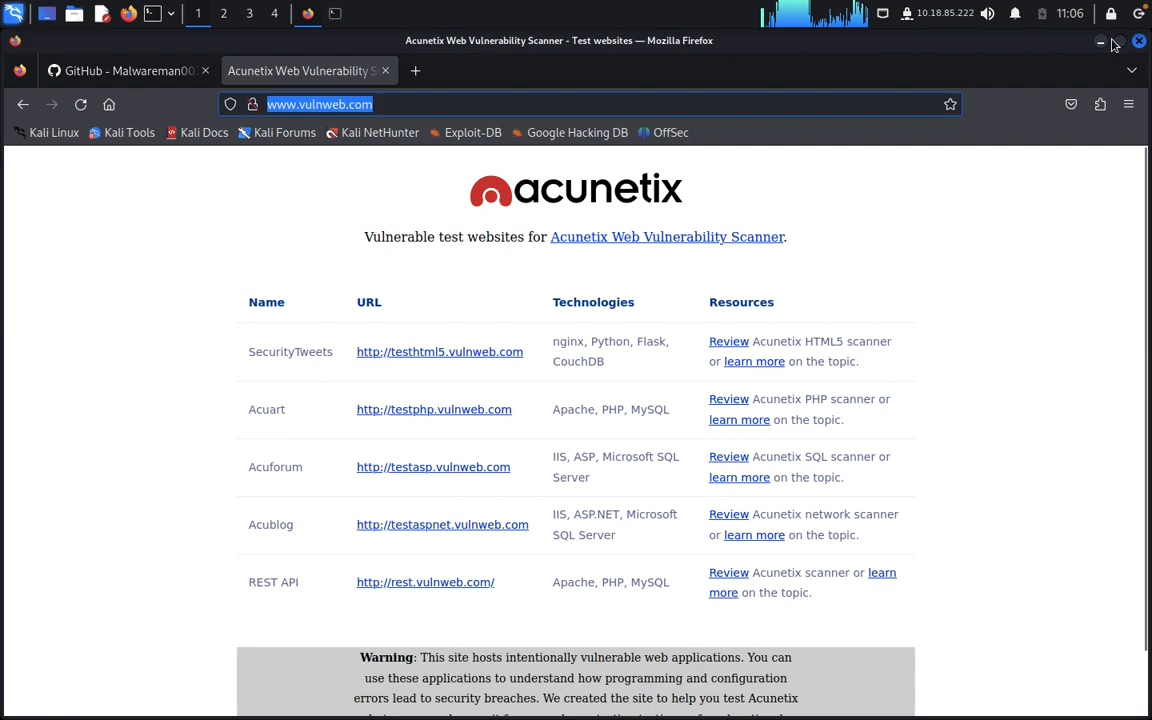 1 2 3 4 10.18.85.222 11:06
Acunetix Web Vulnerability Scanner - Test websites — Mozilla Firefox
GitHub - Malwareman00 Acunetix Web Vulnerability S
www.vulnweb.com
Kali Linux Kali Tools Kali Docs Kali Forums Kali NetHunter Exploit-DB Google Hacking DB OffSec
acunetix
Vulnerable test websites for Acunetix Web Vulnerability Scanner.
Name URL Technologies Resources
SecurityTweets http://testhtml5.vulnweb.com nginx, Python, Flask, CouchDB Review Acunetix HTML5 scanner or learn more on the topic.
Acuart http://testphp.vulnweb.com Apache, PHP, MySQL Review Acunetix PHP scanner or learn more on the topic.
Acuforum http://testasp.vulnweb.com IIS, ASP, Microsoft SQL Server Review Acunetix SQL scanner or learn more on the topic.
Acublog http://testaspnet.vulnweb.com IIS, ASP.NET, Microsoft SQL Server Review Acunetix network scanner or learn more on the topic.
REST API http://rest.vulnweb.com/ Apache, PHP, MySQL Review Acunetix scanner or learn more on the topic.
Warning: This site hosts intentionally vulnerable web applications. You can
use these applications to understand how programming and configuration
errors lead to security breaches. We created the site to help you test Acunetix